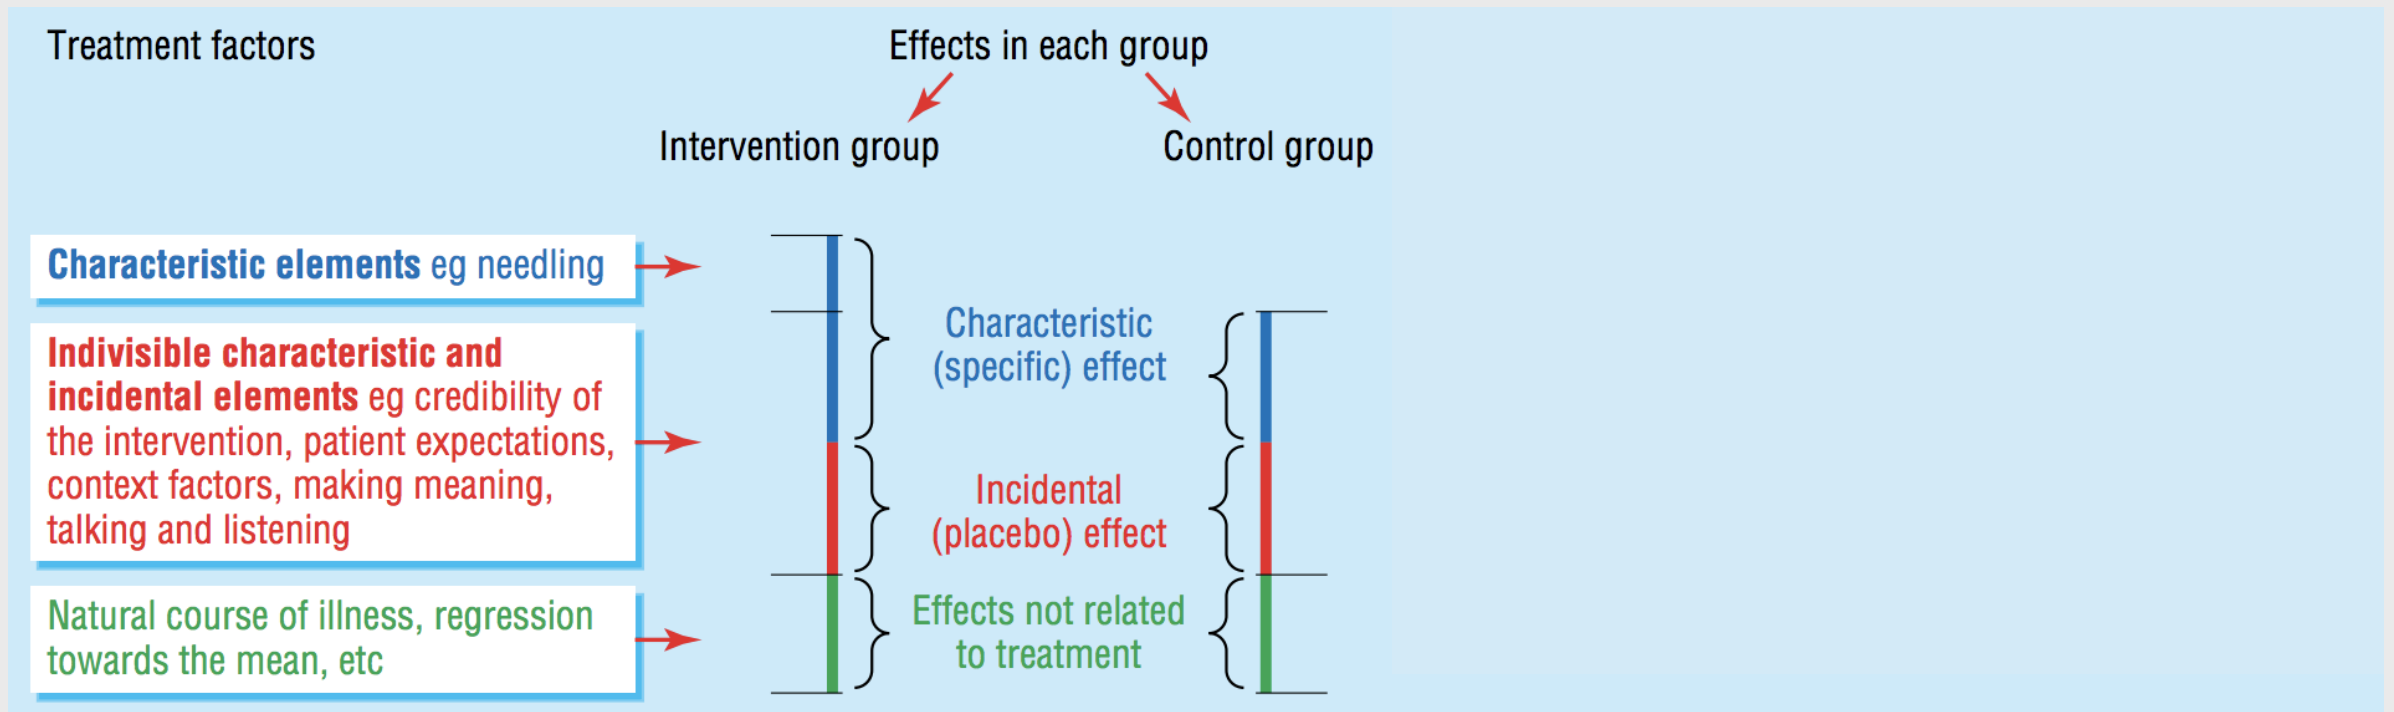 Treatment factors
Effects in each group
Intervention group
Control group
Characteristic elements eg needling
Indivisible characteristic and
incidental elements eg credibility of
the intervention, patient expectations,
context factors, making meaning,
talking and listening
Natural course of illness, regression
towards the mean, etc
Characteristic
(specific) effect
Incidental
(placebo) effect
Effects not related
to treatment